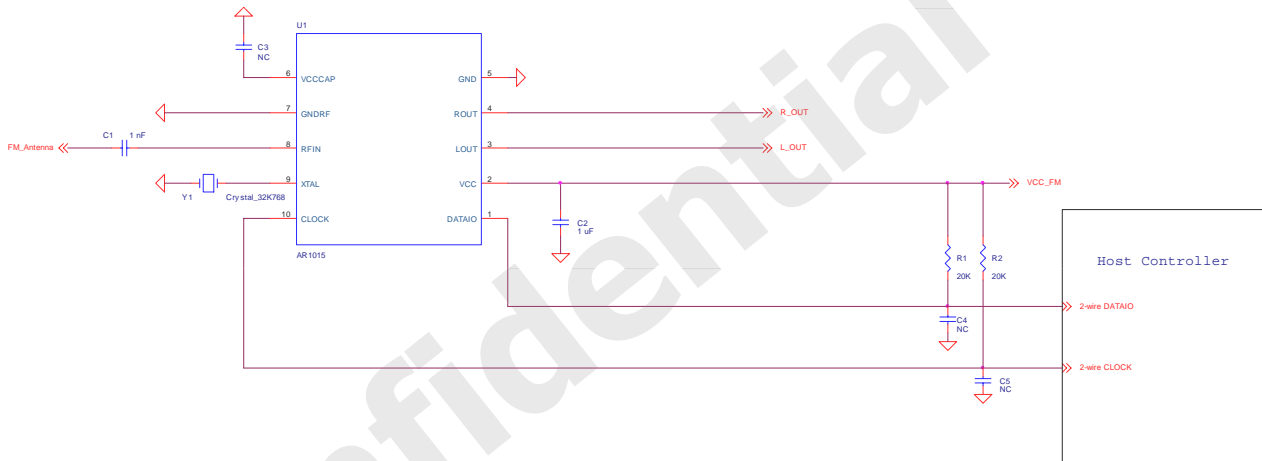 U1
C3
NC
6
VCCCAP
GND
5
7
GNDRF
ROUT
4
R_OUT
C1
1 nF
FM_Antenna
8
RFIN
LOUT
3
L_OUT
9
XTAL
VCC
2
VCC_FM
Y1
Crystal_32K768
10
CLOCK
DATAIO
1
C2
1 uF
AR1015
R1
20K
R2
20K
Host Controller
2-wire DATAIO
C4
NC
2-wire CLOCK
C5
NC
nfidential